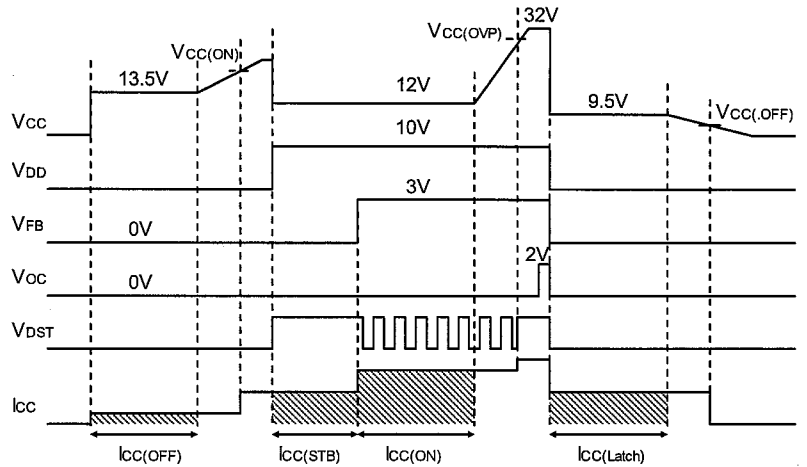 32V
VCC(ON)
VCC(OVP)
13.5V
12V
9.5V
VCC(.OFF)
VCC
10V
VDD
3V
VFB
0V
2V
VOC
0V
VDST
ICC
ICC(OFF)
ICC(STB)
ICC(ON)
ICC(Latch)